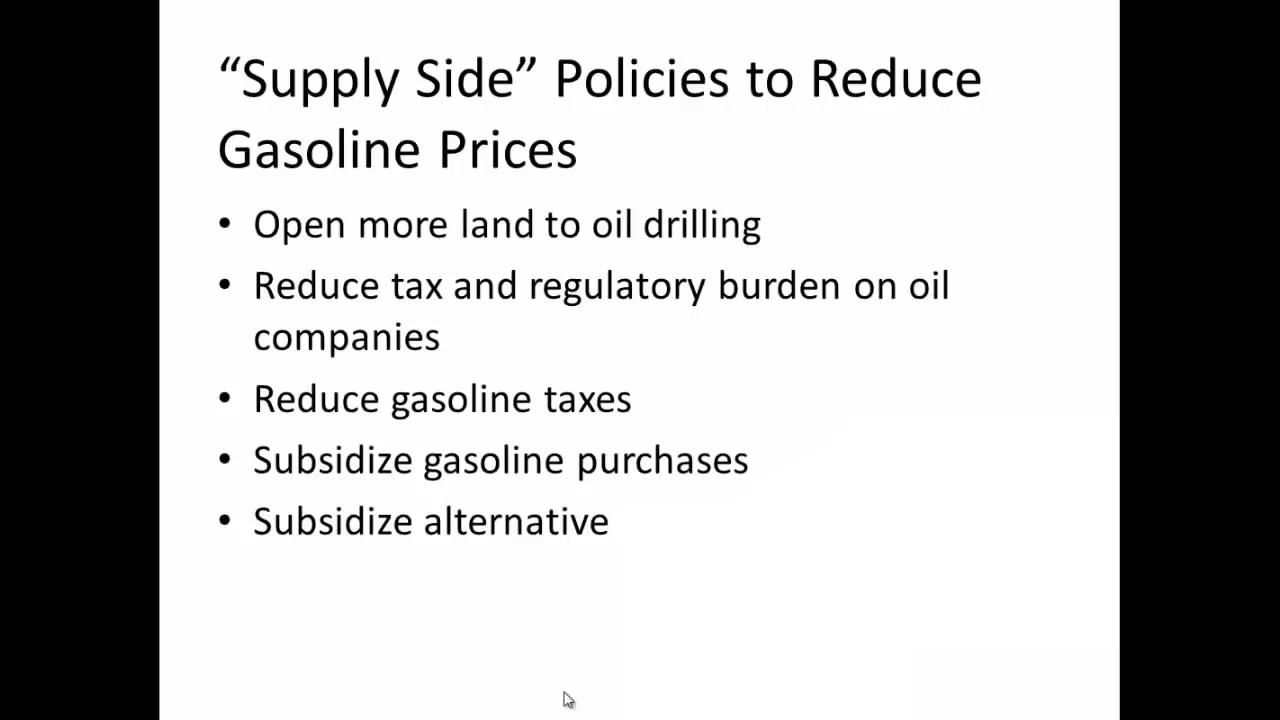 “Supply Side” Policies to Reduce
Gasoline Prices
• Open more land to oil drilling
• Reduce tax and regulatory burden on oil
companies
• Reduce gasoline taxes
• Subsidize gasoline purchases
• Subsidize alternative